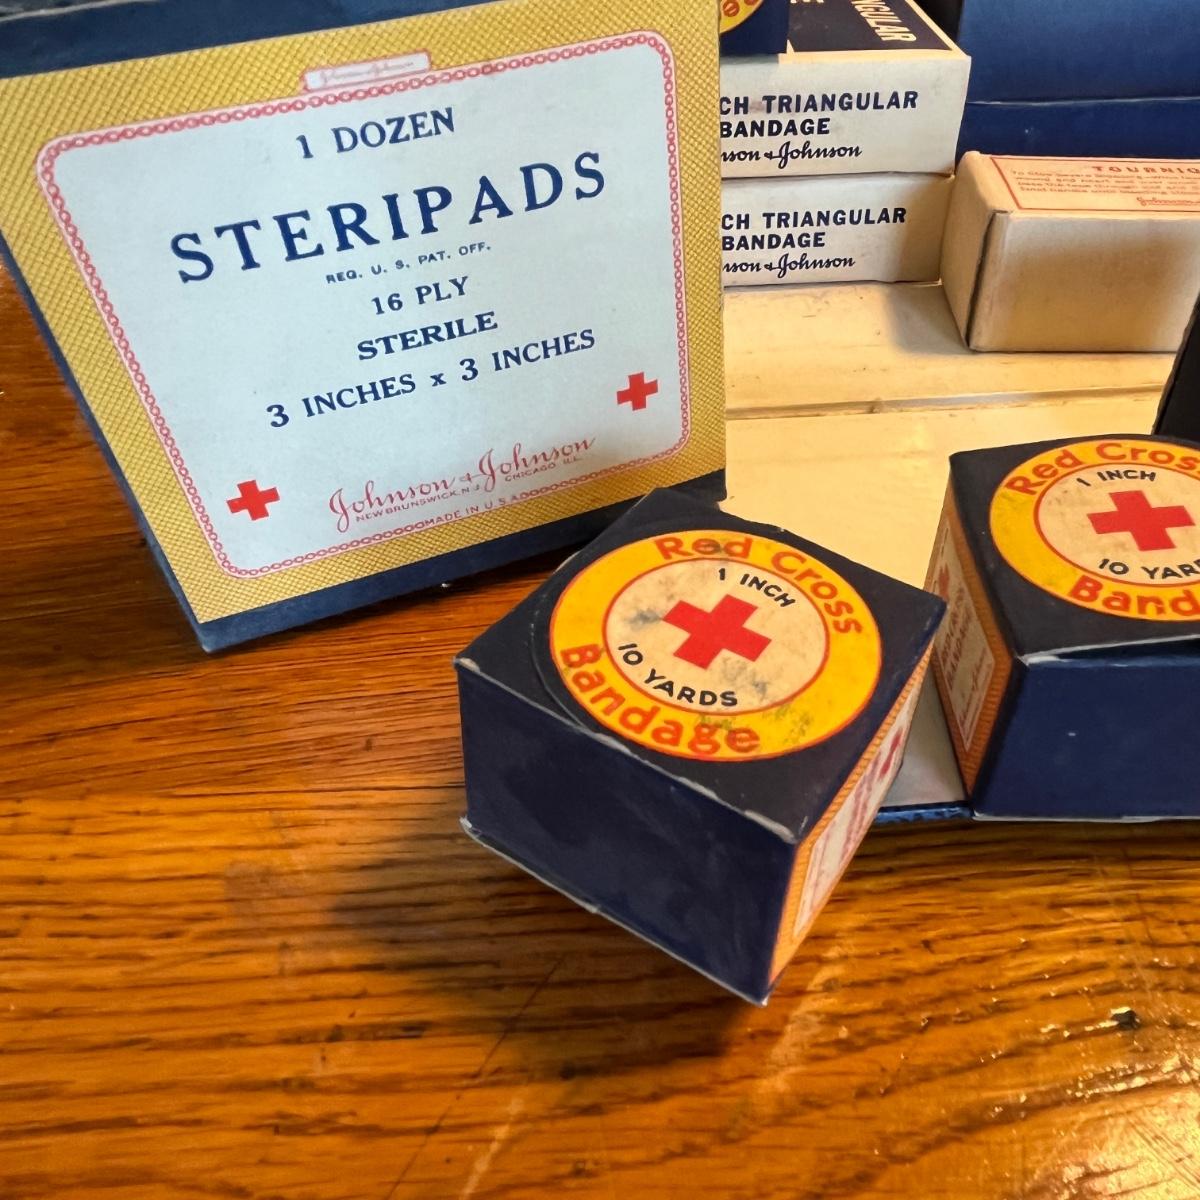 Johnson & Johnson
1 DOZEN
STERIPADS
REG. U. S. PAT. OFF.
16 PLY
STERILE
3 INCHES x 3 INCHES
Johnson & Johnson
NEW BRUNSWICK, N.J. CHICAGO, ILL.
MADE IN U.S.A.
CH TRIANGULAR
BANDAGE
Johnson
CH TRIANGULAR
BANDAGE
Johnson
Red Cross
1 INCH
10 YARDS
Bandage
Red Cros
1 INCH
10 YAR
Band